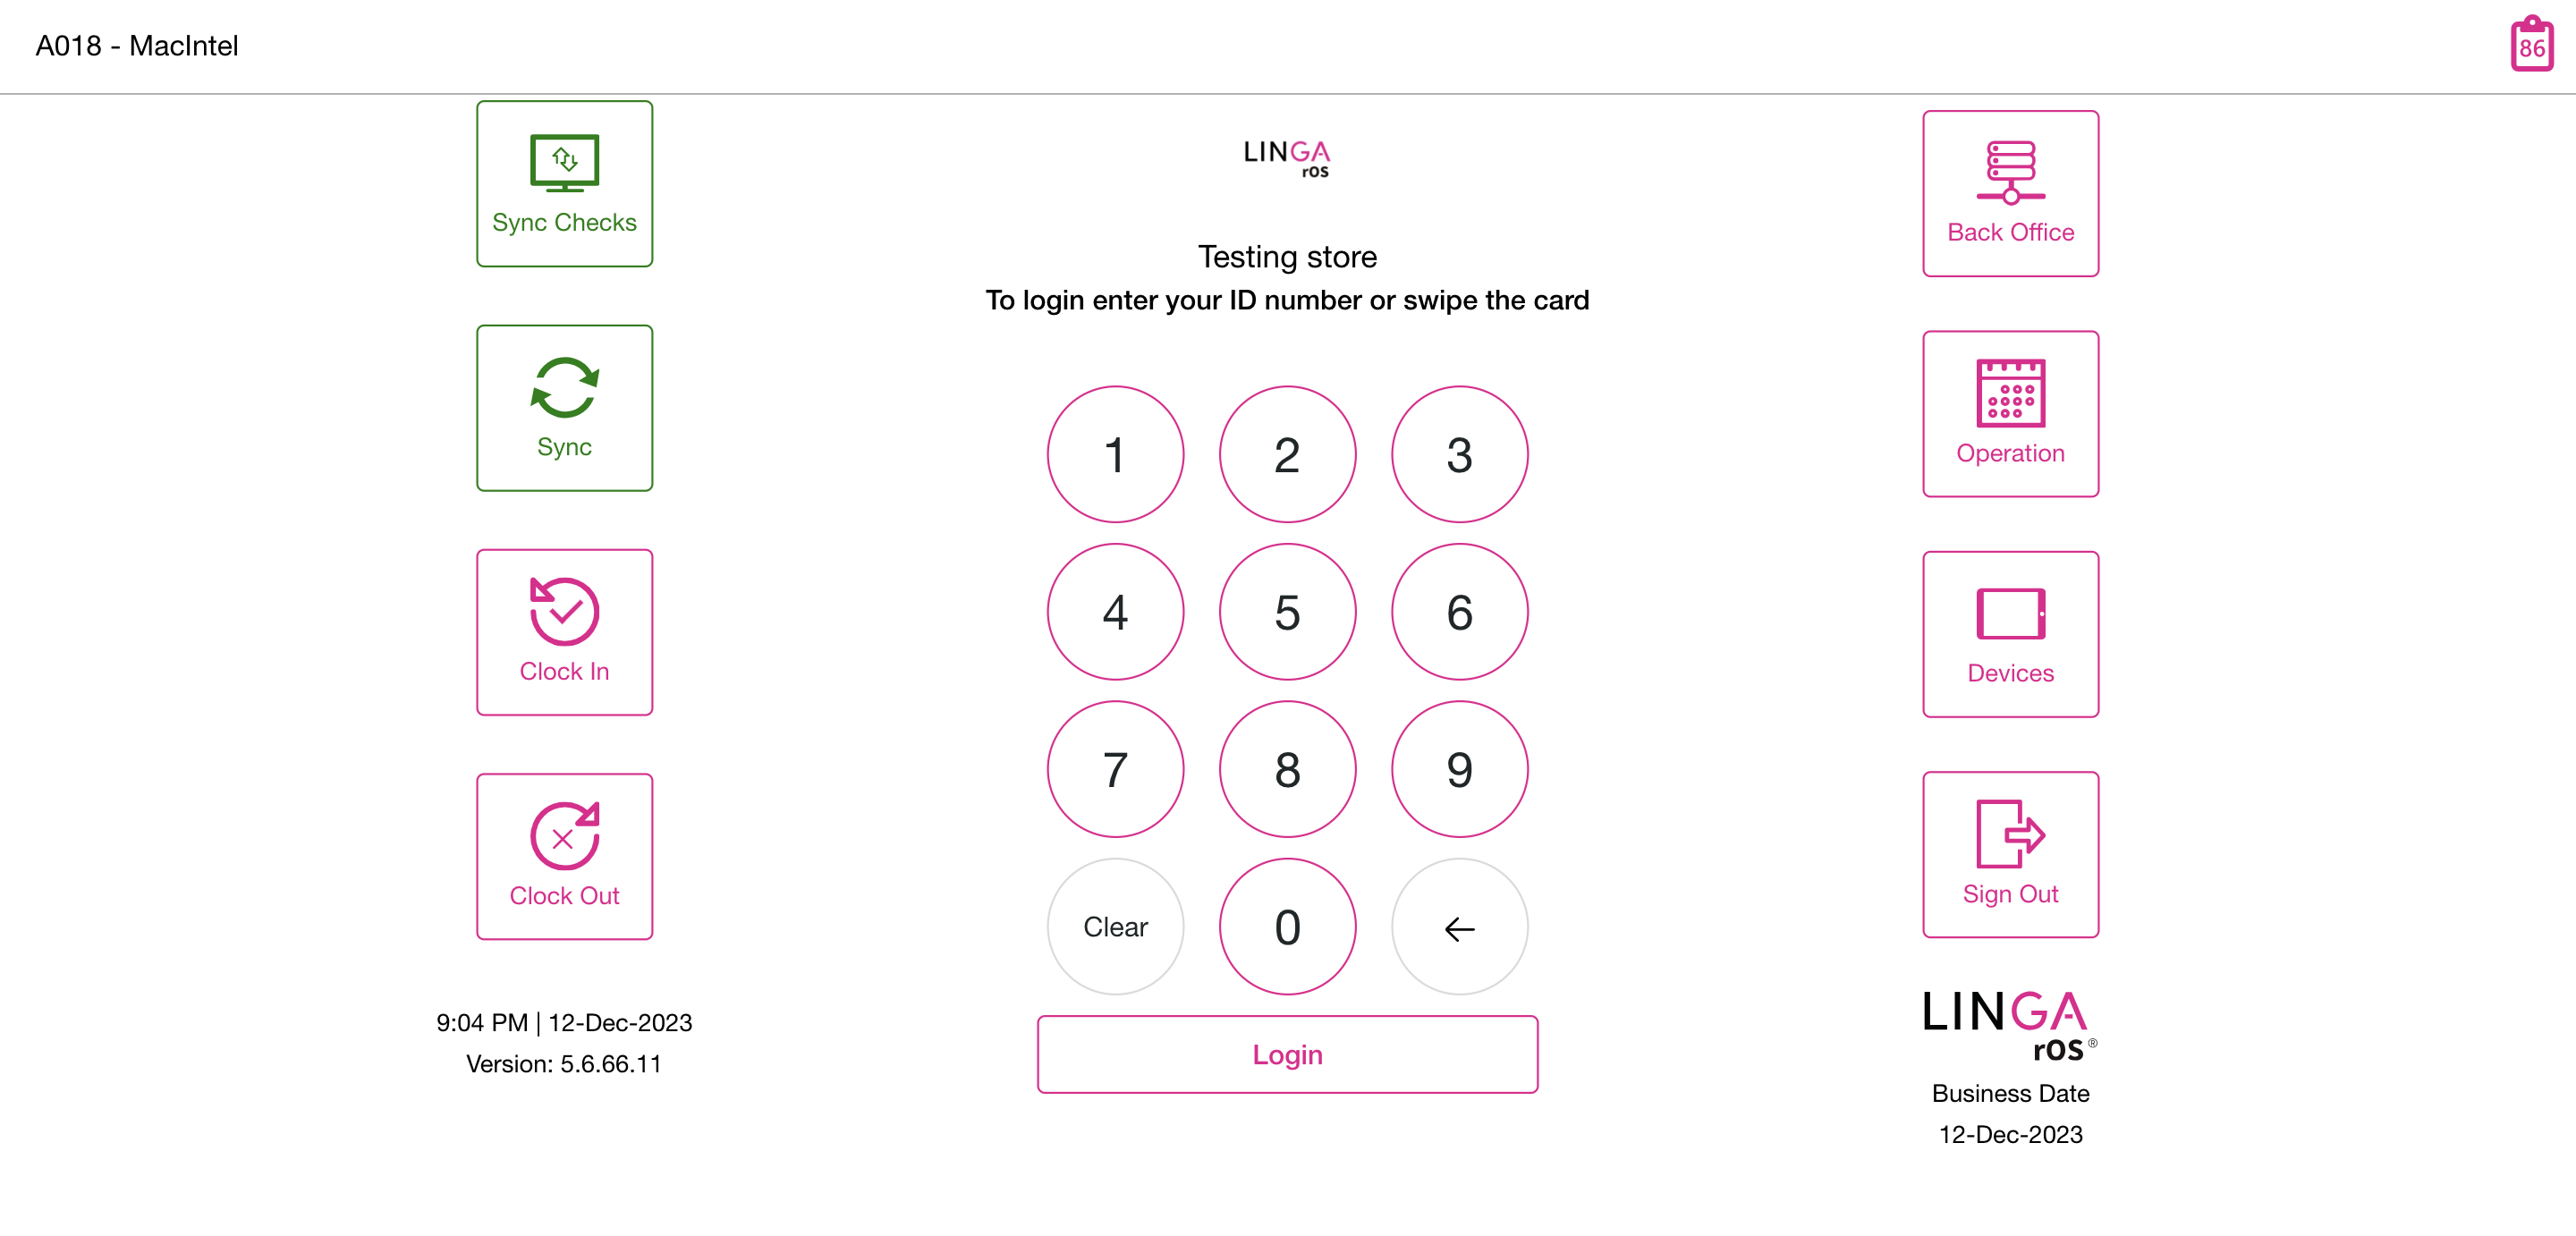 A018 - MacIntel
86
Sync Checks
Sync
Clock In
Clock Out
9:04 PM | 12-Dec-2023
Version: 5.6.66.11
LINGA
rOS
Testing store
To login enter your ID number or swipe the card
1 2 3
4 5 6
7 8 9
Clear 0 ←
Login
Back Office
Operation
Devices
Sign Out
LINGA
rOS ®
Business Date
12-Dec-2023